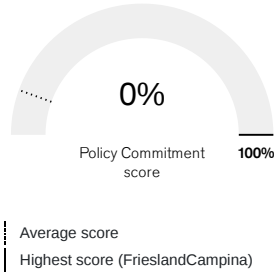 0%
Policy Commitment 100%
score
Average score
Highest score (FrieslandCampina)